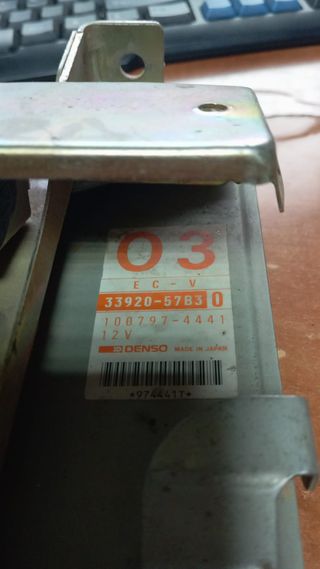 03
EC-V
33920-57B3 0
100797-4441
12V
DENSO MADE IN JAPAN
*974441T*